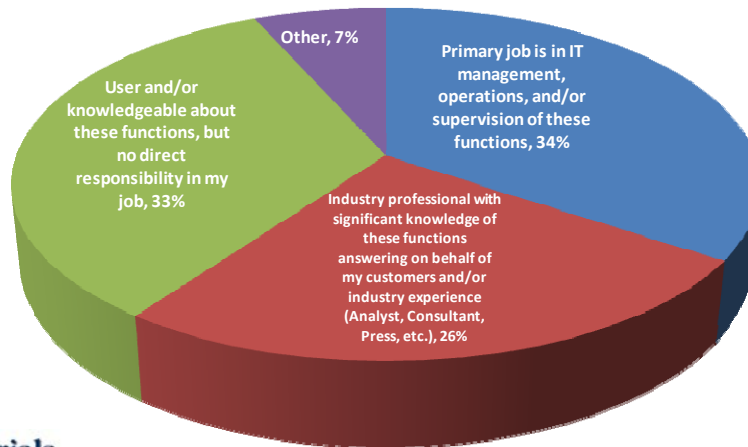 Other, 7%
Primary job is in IT
management,
operations, and/or
supervision of these
functions, 34%
User and/or
knowledgeable about
these functions, but
no direct
responsibility in my
job, 33%
Industry professional with
significant knowledge of
these functions
answering on behalf of
my customers and/or
industry experience
(Analyst, Consultant,
Press, etc.), 26%